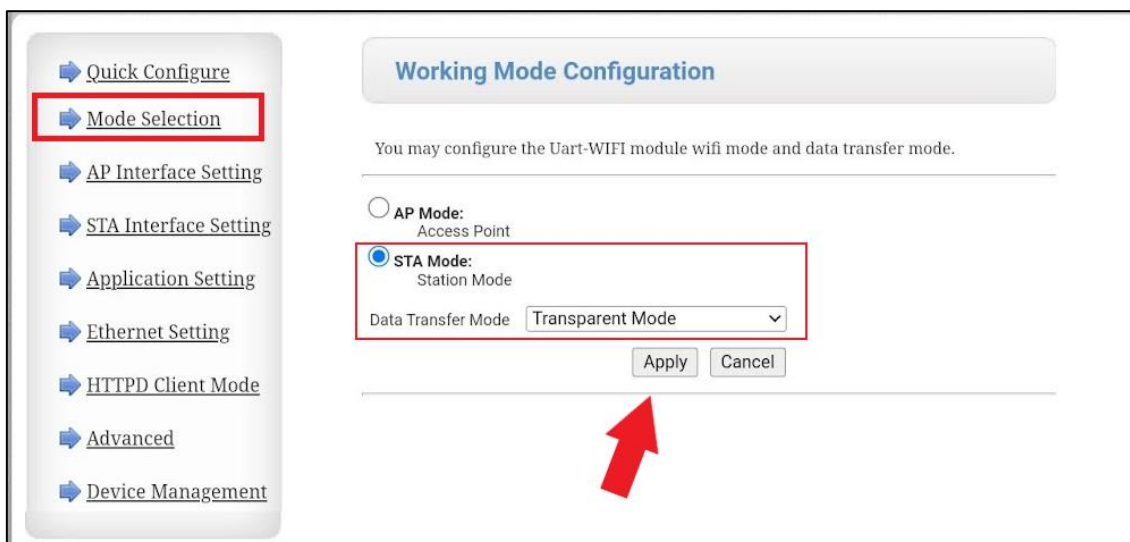 Quick Configure
Mode Selection
AP Interface Setting
STA Interface Setting
Application Setting
Ethernet Setting
HTTPD Client Mode
Advanced
Device Management
Working Mode Configuration
You may configure the Uart-WIFI module wifi mode and data transfer mode.
AP Mode:
Access Point
STA Mode:
Station Mode
Data Transfer Mode Transparent Mode
Apply Cancel